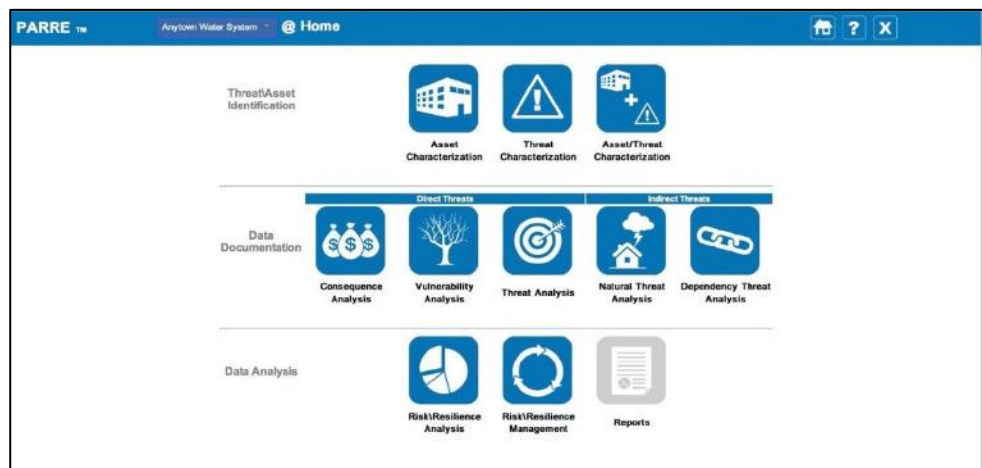 PARRE TM
Anytown Water System
@ Home
?
X
Threat\Asset
Identification
Asset
Characterization
Threat
Characterization
Asset/Threat
Characterization
Direct Threats
Indirect Threats
Data
Documentation
$ $ $
Consequence
Analysis
Vulnerability
Analysis
Threat Analysis
Natural Threat
Analysis
Dependency Threat
Analysis
Data Analysis
Risk\Resilience
Analysis
Risk\Resilience
Management
Reports